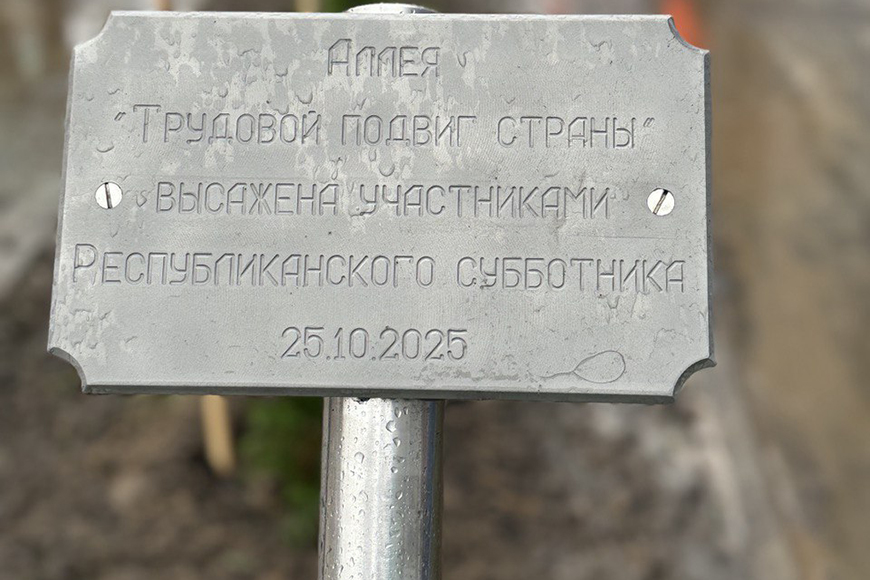 Аллея
"Трудовой подвиг страны"
высажена участниками
Республиканского субботника
25.10.2025